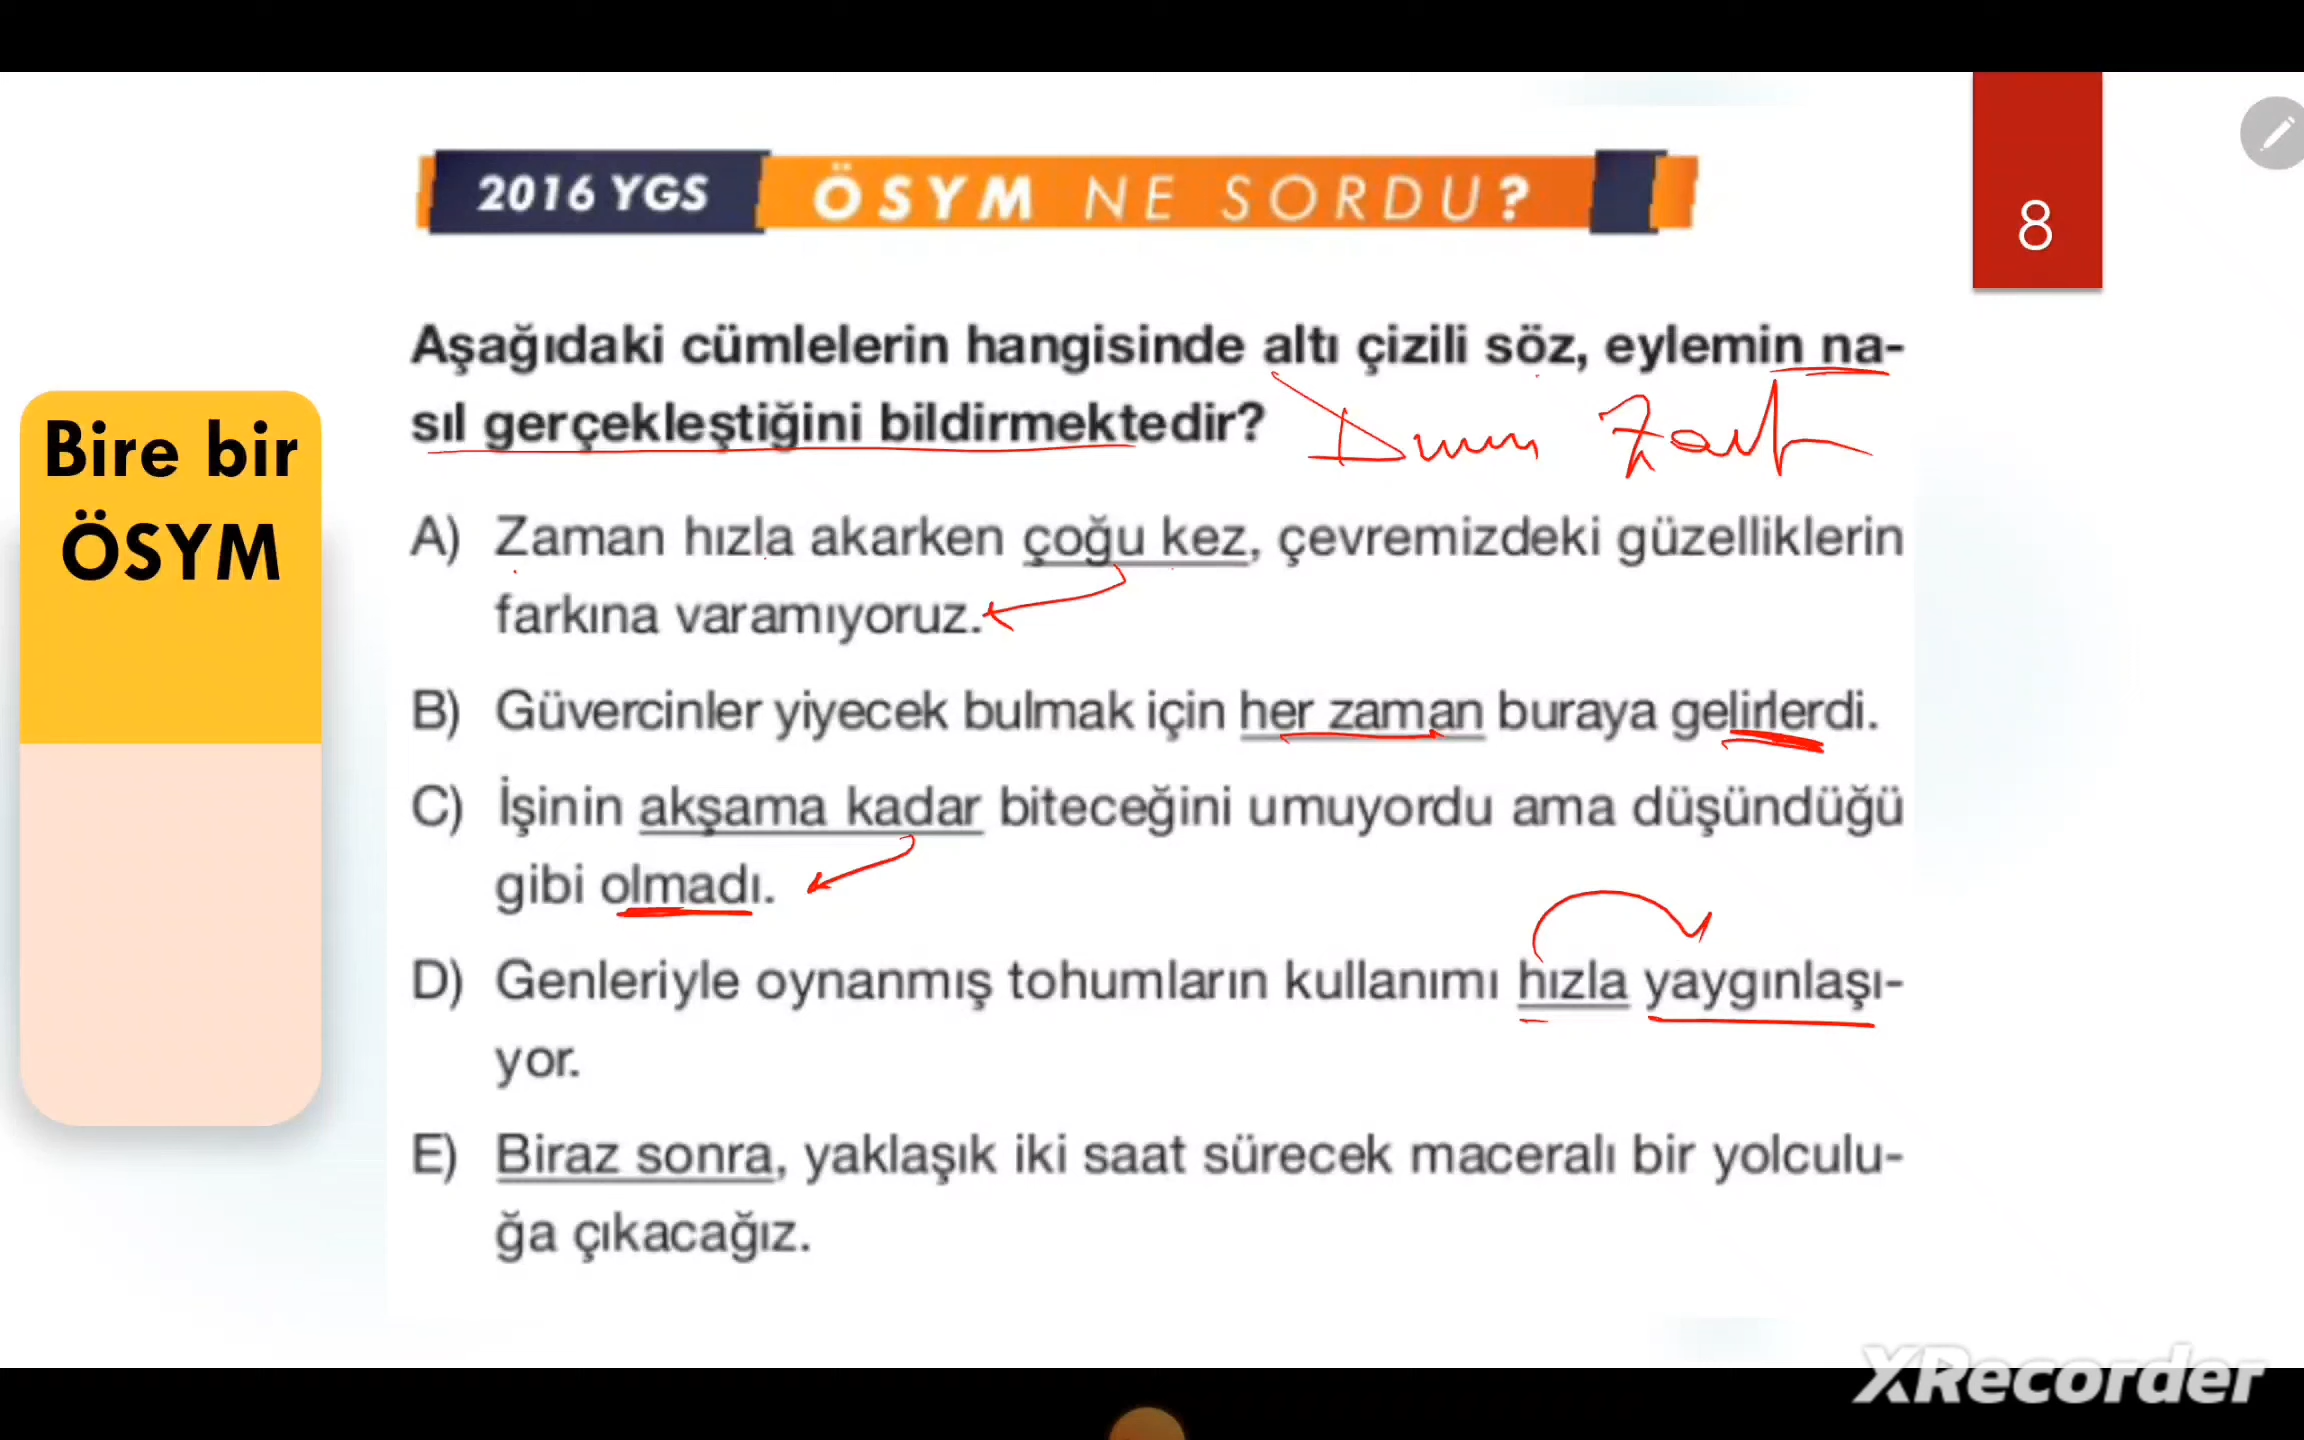 2016 YGS ÖSYM NE SORDU?
8
Bire bir
ÖSYM
Aşağıdaki cümlelerin hangisinde altı çizili söz, eylemin na-
sıl gerçekleştiğini bildirmektedir?
A) Zaman hızla akarken çoğu kez, çevremizdeki güzelliklerin
farkına varamıyoruz.
B) Güvercinler yiyecek bulmak için her zaman buraya gelirlerdi.
C) İşinin akşama kadar biteceğini umuyordu ama düşündüğü
gibi olmadı.
D) Genleriyle oynanmış tohumların kullanımı hızla yaygınlaşı-
yor.
E) Biraz sonra, yaklaşık iki saat sürecek maceralı bir yolculu-
ğa çıkacağız.
XRecorder